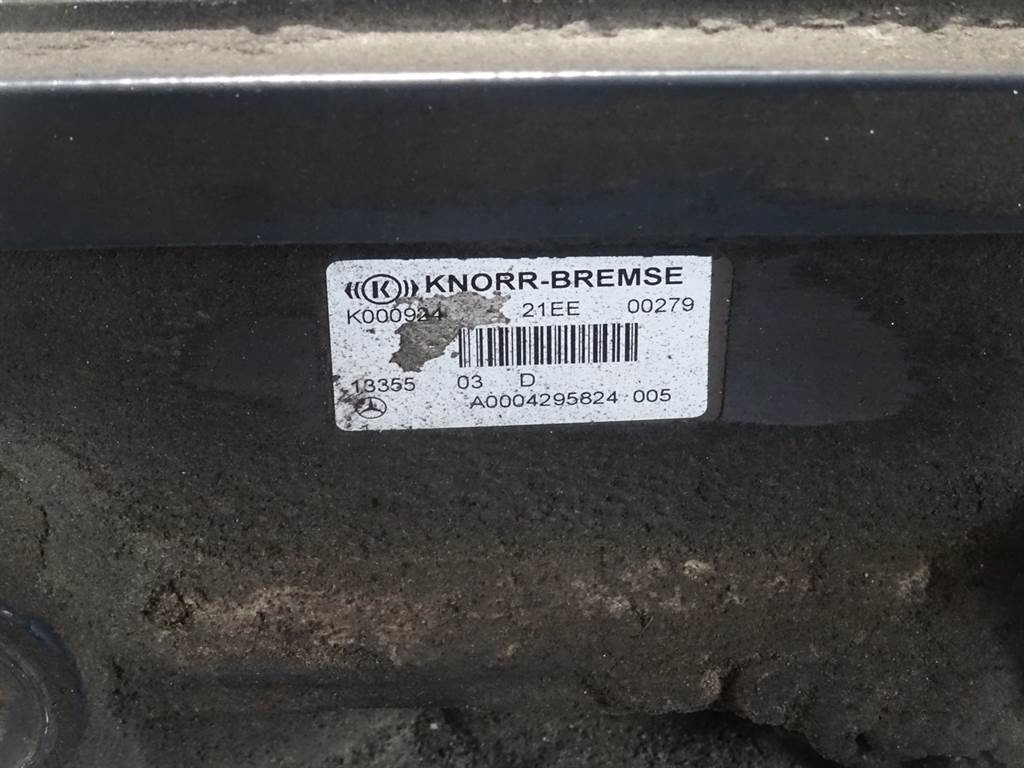 K KNORR-BREMSE
K000924 21EE 00279
13355 03 D
A0004295824 005